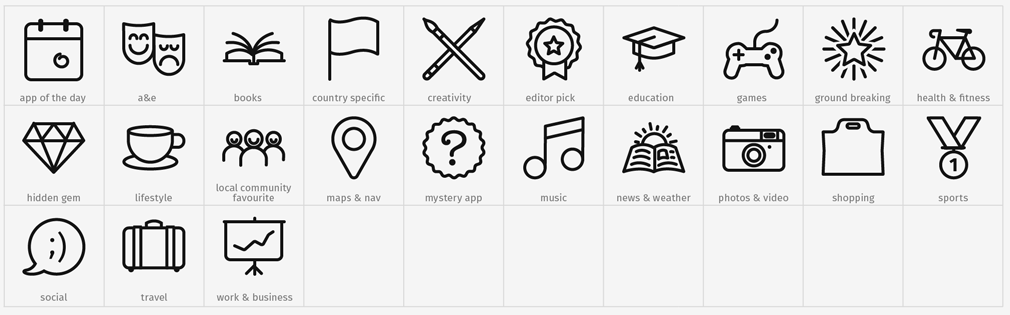 app of the day
a&e
books
country specific
creativity
editor pick
education
games
ground breaking
health & fitness
hidden gem
lifestyle
local community
favourite
maps & nav
?
mystery app
music
news & weather
photos & video
shopping
1
sports
;)
social
travel
work & business